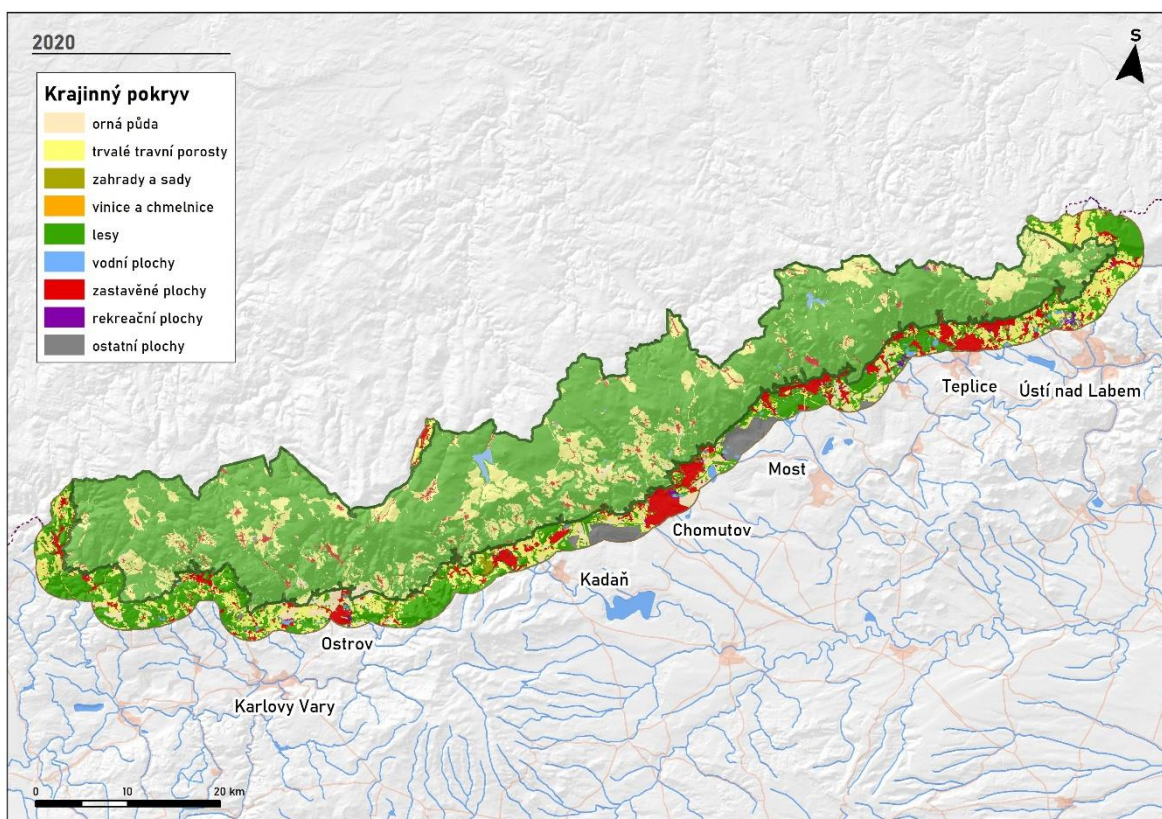 2020
S
Krajinný pokryv
orná půda
trvalé travní porosty
zahrady a sady
vinice a chmelnice
lesy
vodní plochy
zastavěné plochy
rekreační plochy
ostatní plochy
Teplice
Ústí nad Labem
Most
Chomutov
Kadaň
Ostrov
Karlovy Vary
0 10 20 km